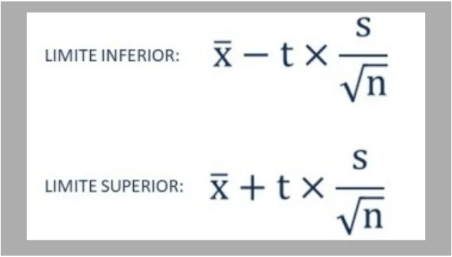 LIMITE INFERIOR: x̅ − t × s/√n
LIMITE SUPERIOR: x̅ + t × s/√n